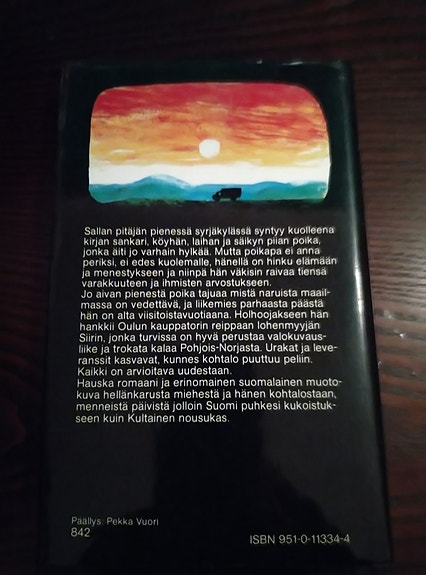 Sallan pitäjän pienessä syrjäkylässä syntyy kuolleena
kirjan sankari, köyhän, laihan ja säikyn piian poika,
jonka äiti jo varhain hylkää. Mutta poikapa ei anna
periksi, ei edes kuolemalle, hänellä on hinku elämään
ja menestykseen ja niinpä hän väkisin raivaa tiensä
varakkuuteen ja ihmisten arvostukseen.
Jo aivan pienestä poika tajuaa mistä naruista maail-
massa on vedettävä, ja liikemies parhaasta päästä
hän on alta viisitoistavuotiaana. Holhoojakseen hän
hankkii Oulun kauppatorin reippaan lohenmyyjän
Siirin, jonka turvissa on hyvä perustaa valokuvaus-
liike ja trokata kalaa Pohjois-Norjasta. Urakat ja leve-
ranssit kasvavat, kunnes kohtalo puuttuu peliin.
Kaikki on arvioitava uudestaan.
Hauska romaani ja erinomainen suomalainen muoto-
kuva hellänkarusta miehestä ja hänen kohtalostaan,
menneistä päivistä jolloin Suomi puhkesi kukoistuk-
seen kuin Kultainen nousukas.
Päällys: Pekka Vuori
842
ISBN 951-0-11334-4